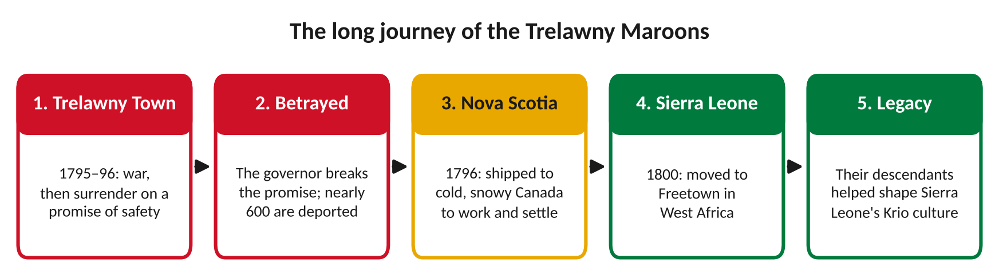 The long journey of the Trelawny Maroons
1. Trelawny Town
1795–96: war,
then surrender on a
promise of safety
2. Betrayed
The governor breaks
the promise; nearly
600 are deported
3. Nova Scotia
1796: shipped to
cold, snowy Canada
to work and settle
4. Sierra Leone
1800: moved to
Freetown in
West Africa
5. Legacy
Their descendants
helped shape Sierra
Leone's Krio culture